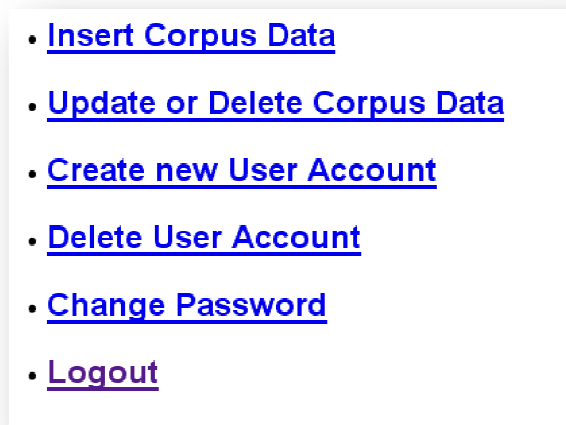 Insert Corpus Data
Update or Delete Corpus Data
Create new User Account
Delete User Account
Change Password
Logout